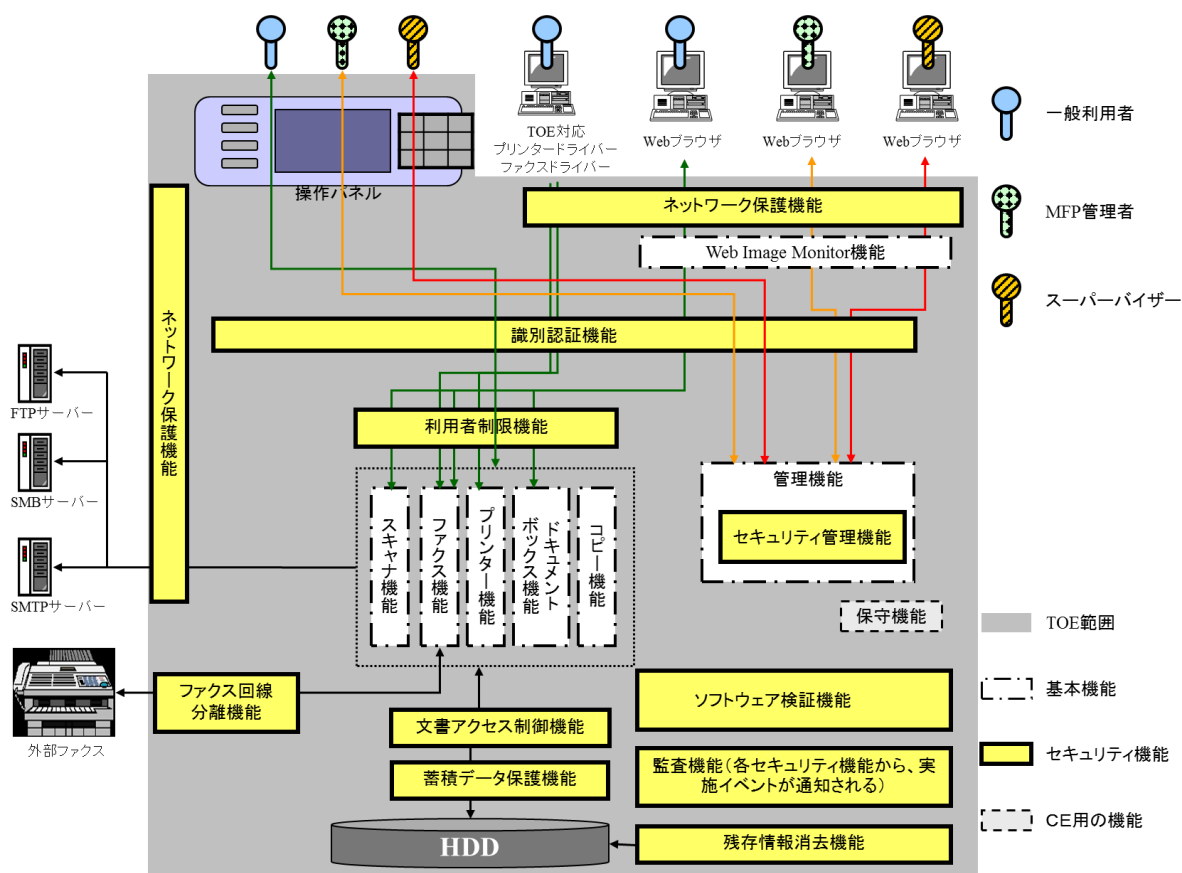 TOE対応
プリンタードライバー
ファクスドライバー
Webブラウザ
Webブラウザ
Webブラウザ
一般利用者
操作パネル
ネットワーク保護機能
MFP管理者
Web Image Monitor機能
スーパーバイザー
ネットワーク保護機能
識別認証機能
FTPサーバー
利用者制限機能
SMBサーバー
管理機能
セキュリティ管理機能
スキャナ機能
ファクス機能
プリンター機能
ドキュメント
ボックス機能
コピー機能
SMTPサーバー
保守機能
TOE範囲
ファクス回線
分離機能
基本機能
ソフトウェア検証機能
文書アクセス制御機能
外部ファクス
セキュリティ機能
監査機能(各セキュリティ機能から、実
施イベントが通知される)
蓄積データ保護機能
CE用の機能
HDD
残存情報消去機能